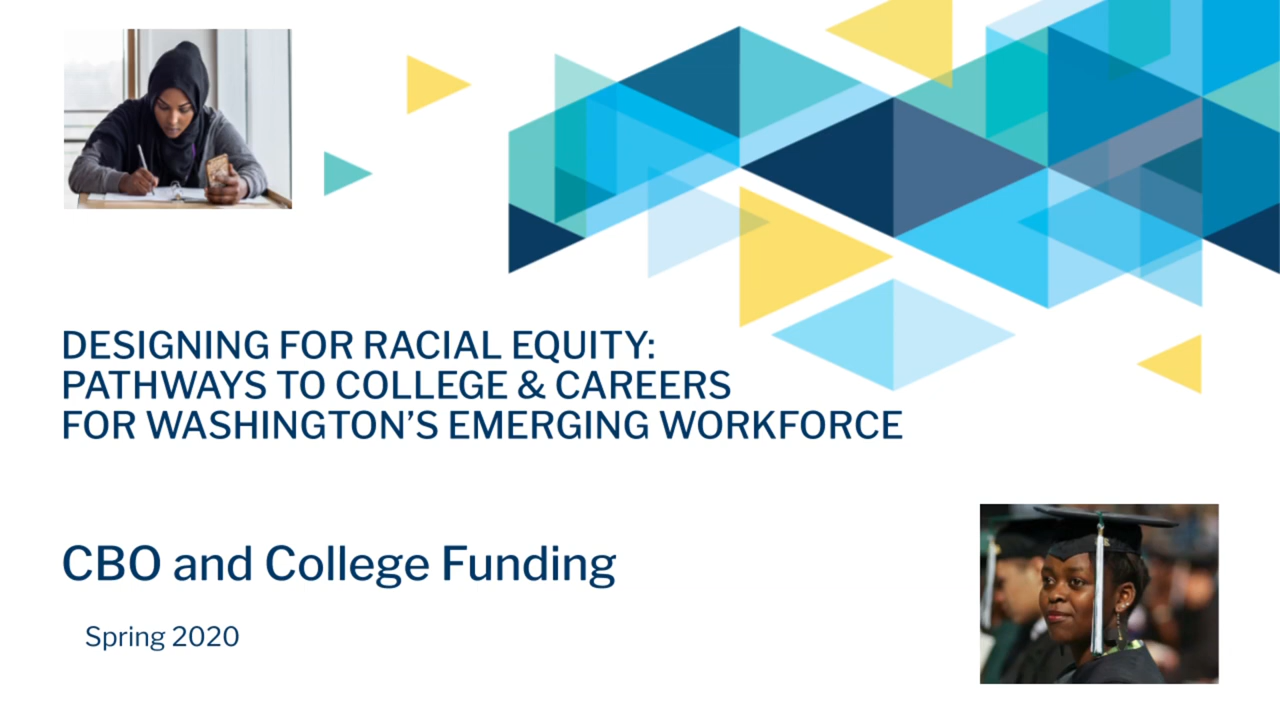 DESIGNING FOR RACIAL EQUITY:
PATHWAYS TO COLLEGE & CAREERS
FOR WASHINGTON’S EMERGING WORKFORCE
CBO and College Funding
Spring 2020